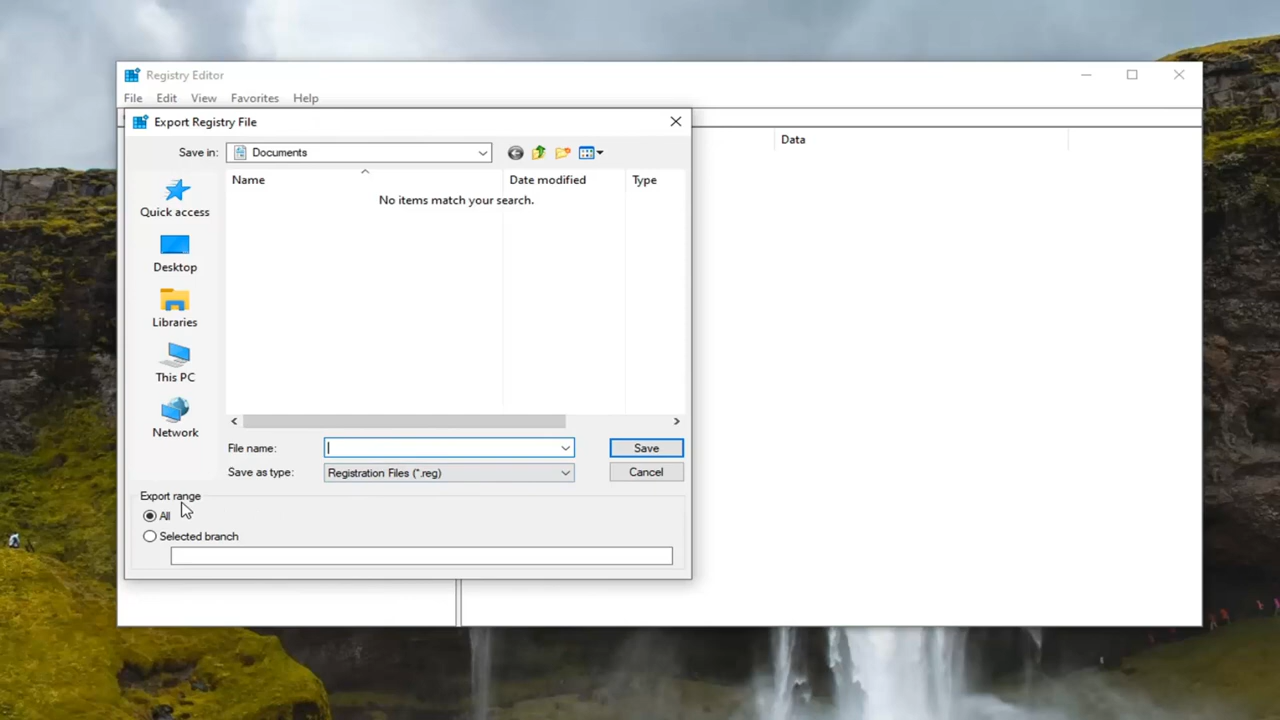 Registry Editor
File Edit View Favorites Help
Export Registry File
Data
Save in: Documents
Name Date modified Type
No items match your search.
Quick access
Desktop
Libraries
This PC
Network
File name: Save
Save as type: Registration Files (*.reg) Cancel
Export range
All
Selected branch